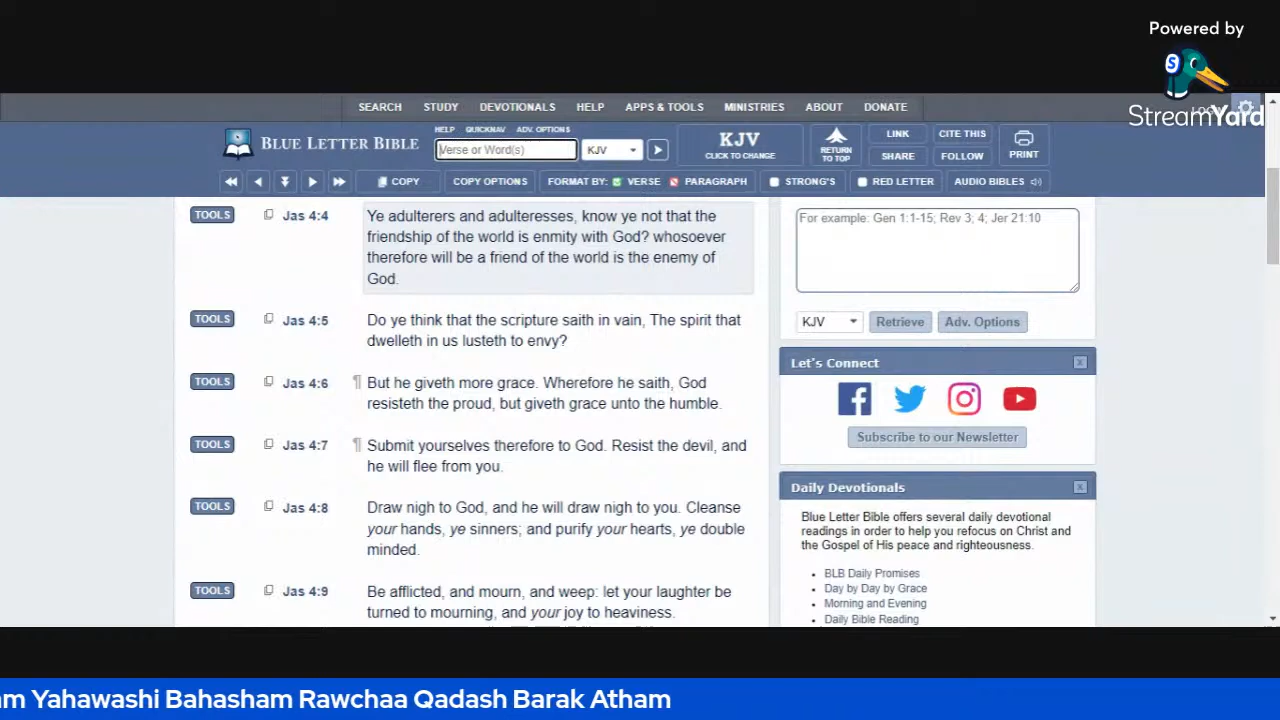 Powered by
StreamYard
SEARCH STUDY DEVOTIONALS HELP APPS & TOOLS MINISTRIES ABOUT DONATE
HELP QUICKNAV ADV. OPTIONS
BLUE LETTER BIBLE
Verse or Word(s)
KJV
KJV
CLICK TO CHANGE
RETURN TO TOP
LINK
CITE THIS
SHARE
FOLLOW
PRINT
COPY COPY OPTIONS FORMAT BY: VERSE PARAGRAPH STRONG'S RED LETTER AUDIO BIBLES
TOOLS Jas 4:4 Ye adulterers and adulteresses, know ye not that the
friendship of the world is enmity with God? whosoever
therefore will be a friend of the world is the enemy of
God.
TOOLS Jas 4:5 Do ye think that the scripture saith in vain, The spirit that
dwelleth in us lusteth to envy?
TOOLS Jas 4:6 ¶ But he giveth more grace. Wherefore he saith, God
resisteth the proud, but giveth grace unto the humble.
TOOLS Jas 4:7 ¶ Submit yourselves therefore to God. Resist the devil, and
he will flee from you.
TOOLS Jas 4:8 Draw nigh to God, and he will draw nigh to you. Cleanse
your hands, ye sinners; and purify your hearts, ye double
minded.
TOOLS Jas 4:9 Be afflicted, and mourn, and weep: let your laughter be
turned to mourning, and your joy to heaviness.
For example: Gen 1:1-15; Rev 3; 4; Jer 21:10
KJV Retrieve Adv. Options
Let's Connect
Subscribe to our Newsletter
Daily Devotionals
Blue Letter Bible offers several daily devotional
readings in order to help you refocus on Christ and
the Gospel of His peace and righteousness.
BLB Daily Promises
Day by Day by Grace
Morning and Evening
Daily Bible Reading
am Yahawashi Bahasham Rawchaa Qadash Barak Atham